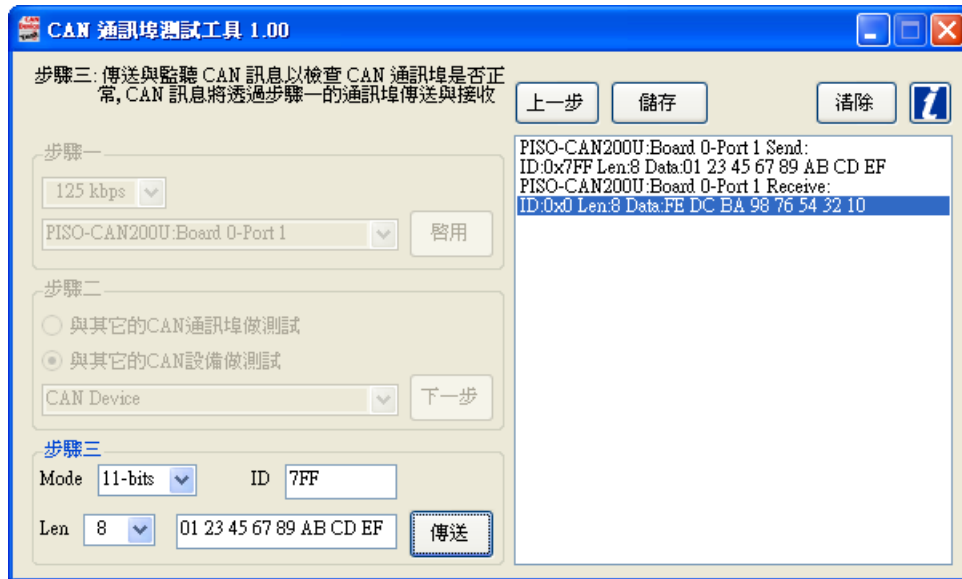 CAN 通訊埠測試工具 1.00
步驟三: 傳送與監聽 CAN 訊息以檢查 CAN 通訊埠是否正
常, CAN 訊息將透過步驟一的通訊埠傳送與接收
上一步
儲存
清除
步驟一
125 kbps
PISO-CAN200U:Board 0-Port 1
啓用
步驟二
與其它的CAN通訊埠做測試
與其它的CAN設備做測試
CAN Device
下一步
步驟三
Mode 11-bits ID 7FF
Len 8 01 23 45 67 89 AB CD EF 傳送
PISO-CAN200U:Board 0-Port 1 Send:
ID:0x7FF Len:8 Data:01 23 45 67 89 AB CD EF
PISO-CAN200U:Board 0-Port 1 Receive:
ID:0x0 Len:8 Data:FE DC BA 98 76 54 32 10